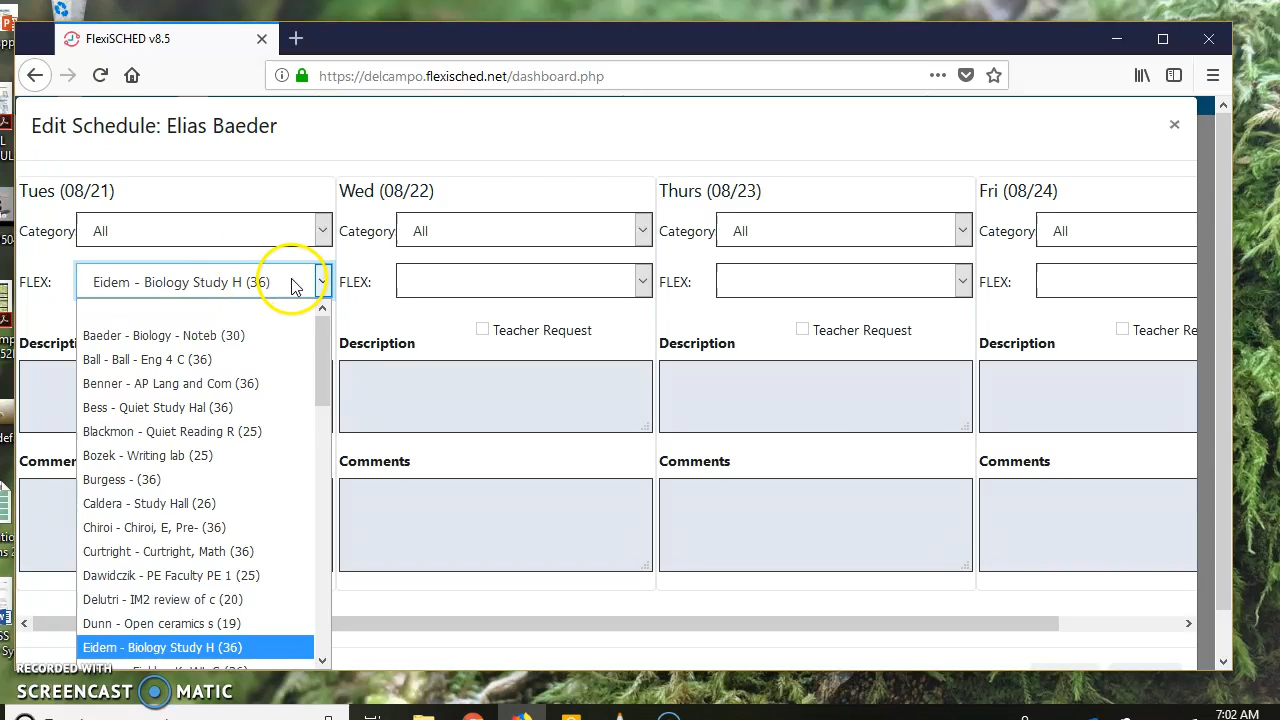 FlexiSCHED v8.5
https://delcampo.flexisched.net/dashboard.php
Edit Schedule: Elias Baeder
Tues (08/21)
Wed (08/22)
Thurs (08/23)
Fri (08/24)
Category All
Category All
Category All
Category All
FLEX: Eidem - Biology Study H (36)
FLEX:
FLEX:
FLEX:
Baeder - Biology - Noteb (30)
Ball - Ball - Eng 4 C (36)
Benner - AP Lang and Com (36)
Bess - Quiet Study Hal (36)
Blackmon - Quiet Reading R (25)
Bozek - Writing lab (25)
Burgess - (36)
Caldera - Study Hall (26)
Chiroi - Chiroi, E, Pre- (36)
Curtright - Curtright, Math (36)
Dawidczik - PE Faculty PE 1 (25)
Delutri - IM2 review of c (20)
Dunn - Open ceramics s (19)
Eidem - Biology Study H (36)
Teacher Request
Teacher Request
Teacher Re
Descripti
Description
Description
Description
Commer
Comments
Comments
Comments
RECORDED WITH
SCREENCAST MATIC
7:02 AM